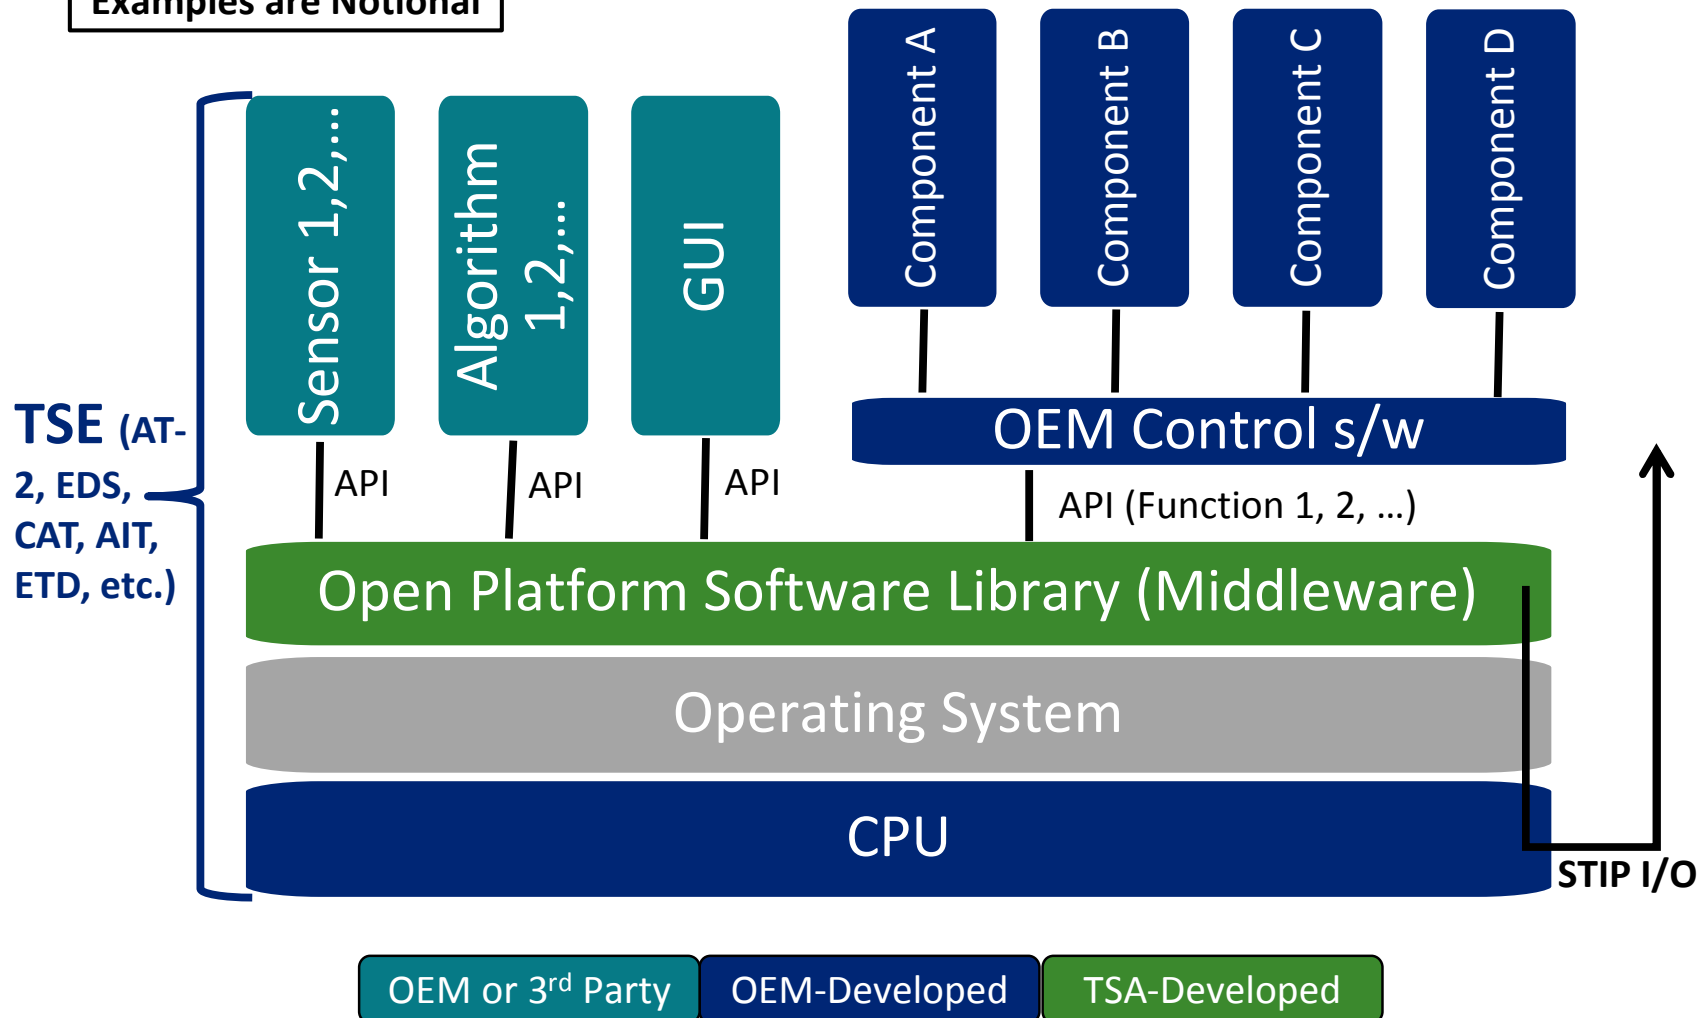 Examples are Notional
Component A
Component B
Component C
Component D
Sensor 1,2,...
Algorithm
1,2,...
GUI
OEM Control s/w
TSE (AT-
2, EDS,
CAT, AIT,
ETD, etc.)
API
API
API
API (Function 1, 2, ...)
Open Platform Software Library (Middleware)
Operating System
CPU
STIP I/O
OEM or 3rd Party
OEM-Developed
TSA-Developed